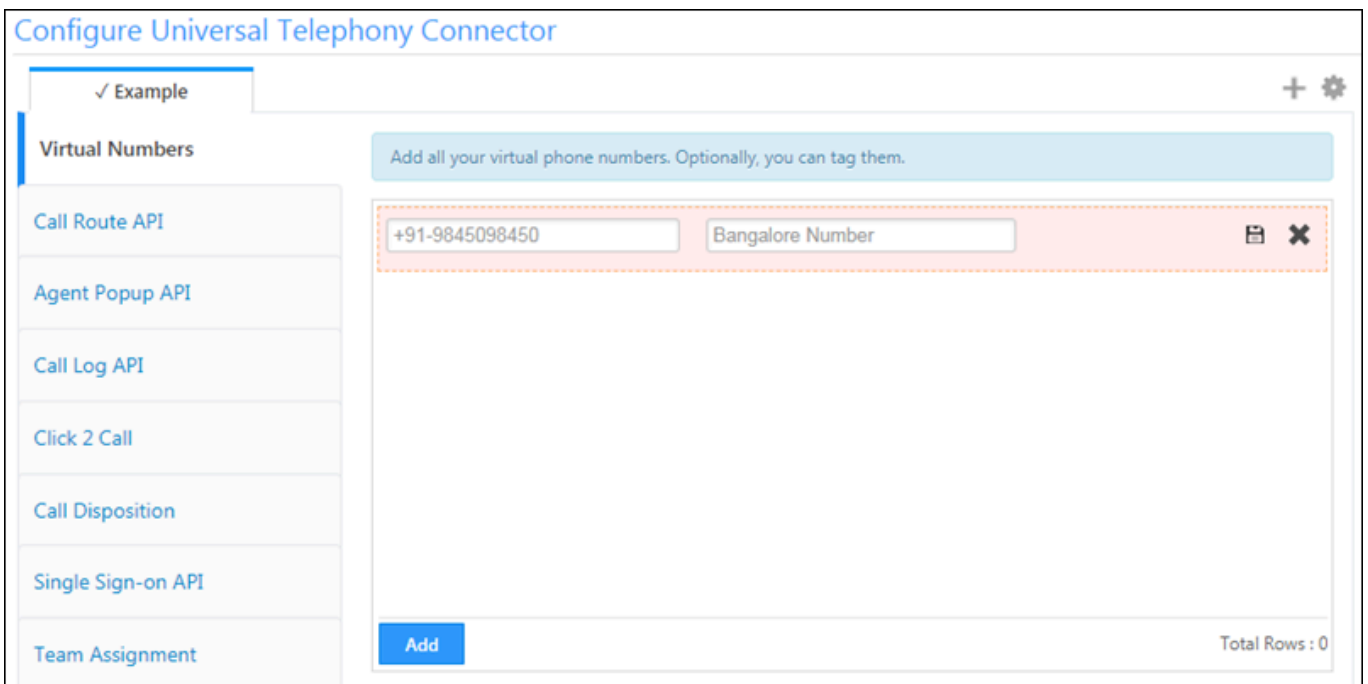 Configure Universal Telephony Connector
✓ Example
Virtual Numbers
Call Route API
Agent Popup API
Call Log API
Click 2 Call
Call Disposition
Single Sign-on API
Team Assignment
Add all your virtual phone numbers. Optionally, you can tag them.
+91-9845098450 Bangalore Number
Add Total Rows : 0